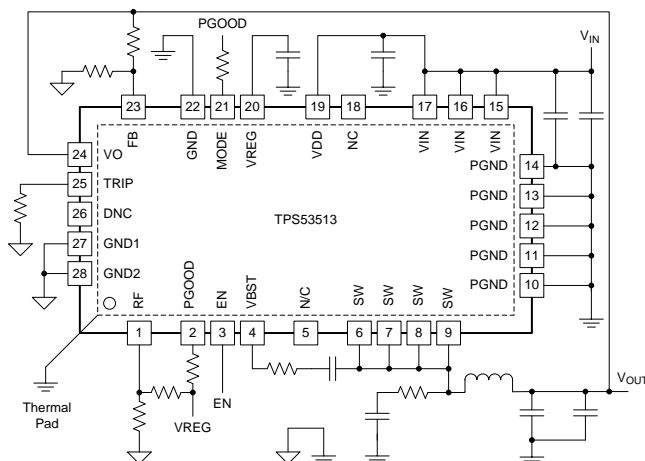 PGOOD
V_IN
23
22
21
20
19
18
17
16
15
FB
GND
MODE
VREG
VDD
NC
VIN
VIN
VIN
24
VO
25
TRIP
26
DNC
27
GND1
28
GND2
TPS53513
PGND
14
PGND
13
PGND
12
PGND
11
PGND
10
RF
PGOOD
EN
VBST
N/C
SW
SW
SW
SW
1
2
3
4
5
6
7
8
9
V_OUT
Thermal
Pad
EN
VREG